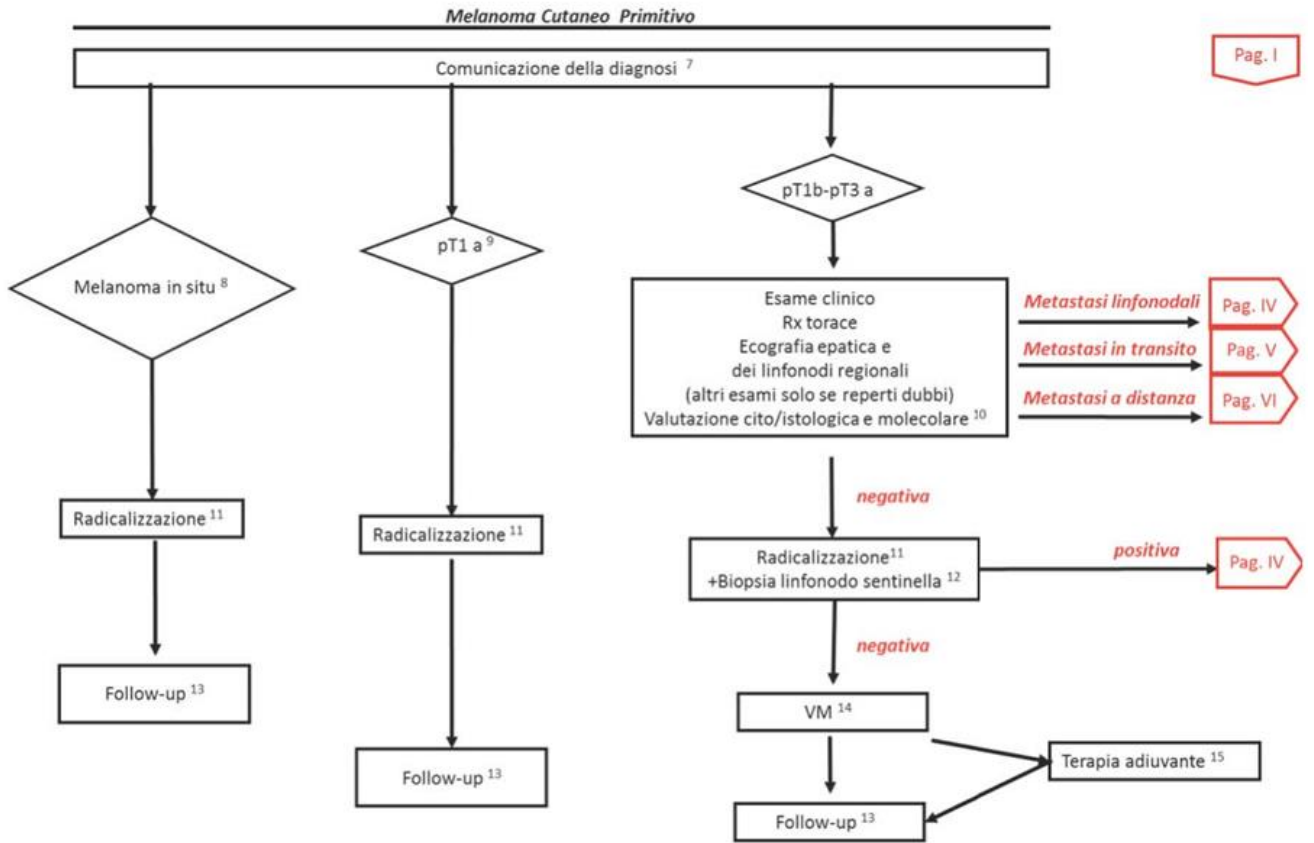 Melanoma Cutaneo Primitivo
Comunicazione della diagnosi 7
Pag. I
Melanoma in situ 8
Radicalizzazione 11
Follow-up 13
pT1 a 9
Radicalizzazione 11
Follow-up 13
pT1b-pT3 a
Esame clinico
Rx torace
Ecografia epatica e
dei linfonodi regionali
(altri esami solo se reperti dubbi)
Valutazione cito/istologica e molecolare 10
Metastasi linfonodali
Pag. IV
Metastasi in transito
Pag. V
Metastasi a distanza
Pag. VI
negativa
Radicalizzazione11
+Biopsia linfonodo sentinella 12
positiva
Pag. IV
negativa
VM 14
Terapia adiuvante 15
Follow-up 13